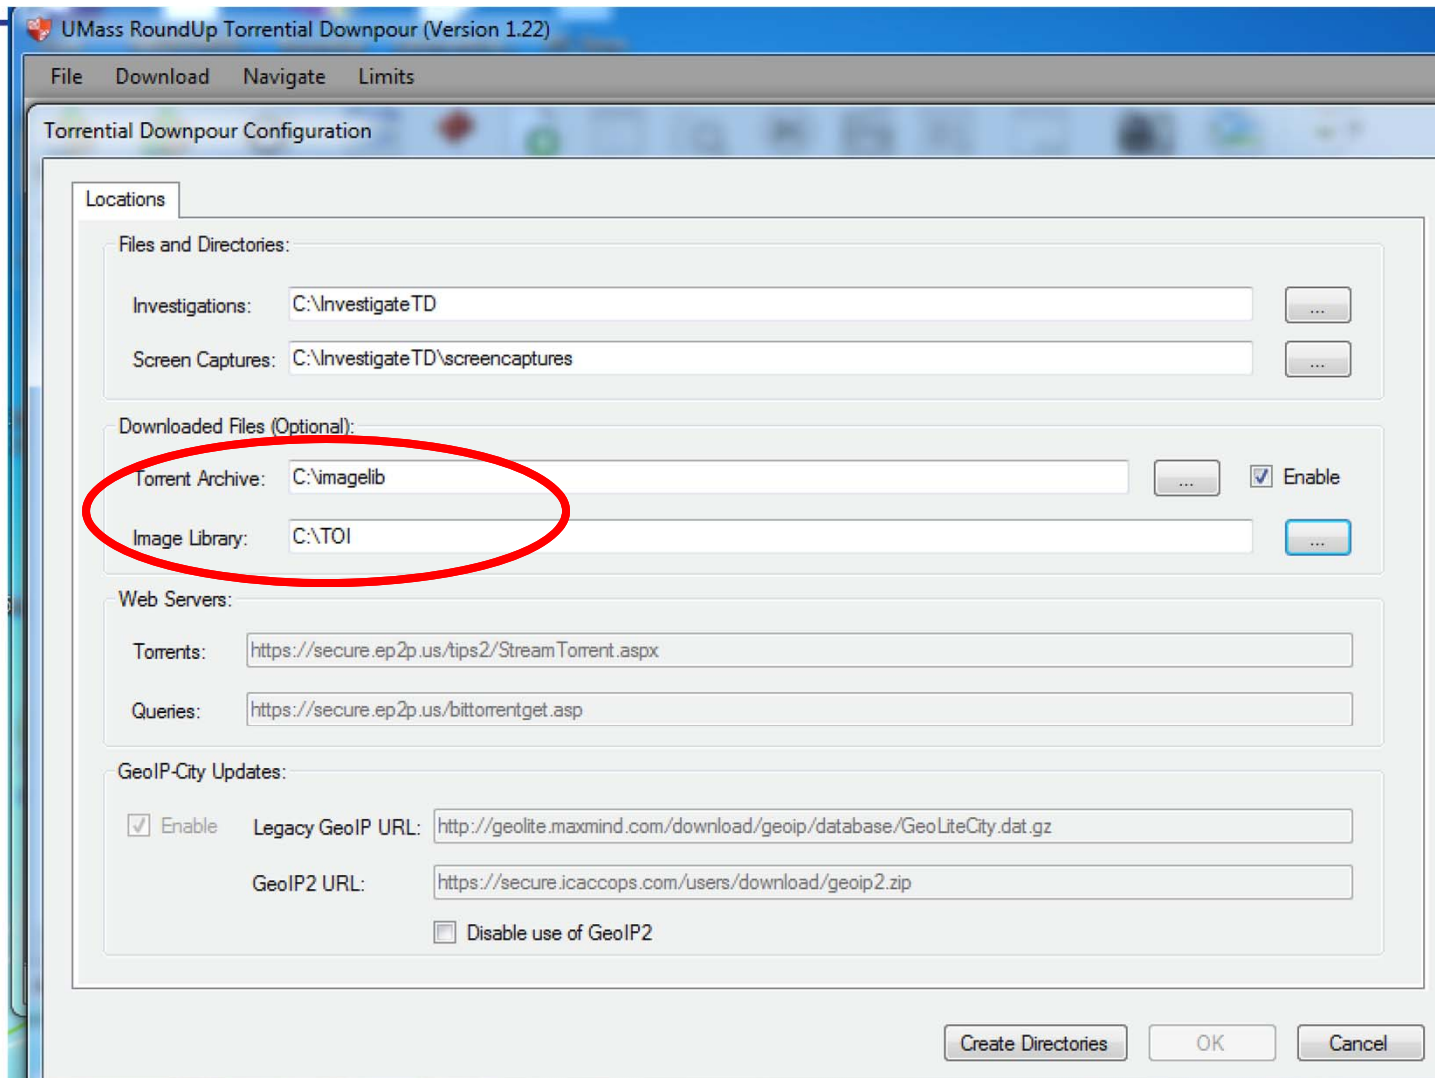 UMass RoundUp Torrential Downpour (Version 1.22)
File Download Navigate Limits
Torrential Downpour Configuration
Locations
Files and Directories:
Investigations: C:\InvestigateTD ...
Screen Captures: C:\InvestigateTD\screencaptures ...
Downloaded Files (Optional):
Torrent Archive: C:\imagelib ... Enable
Image Library: C:\TOI ...
Web Servers:
Torrents: https://secure.ep2p.us/tips2/StreamTorrent.aspx
Queries: https://secure.ep2p.us/bittorrentget.asp
GeoIP-City Updates:
Enable Legacy GeoIP URL: http://geolite.maxmind.com/download/geoip/database/GeoLiteCity.dat.gz
GeoIP2 URL: https://secure.icaccops.com/users/download/geoip2.zip
Disable use of GeoIP2
Create Directories OK Cancel